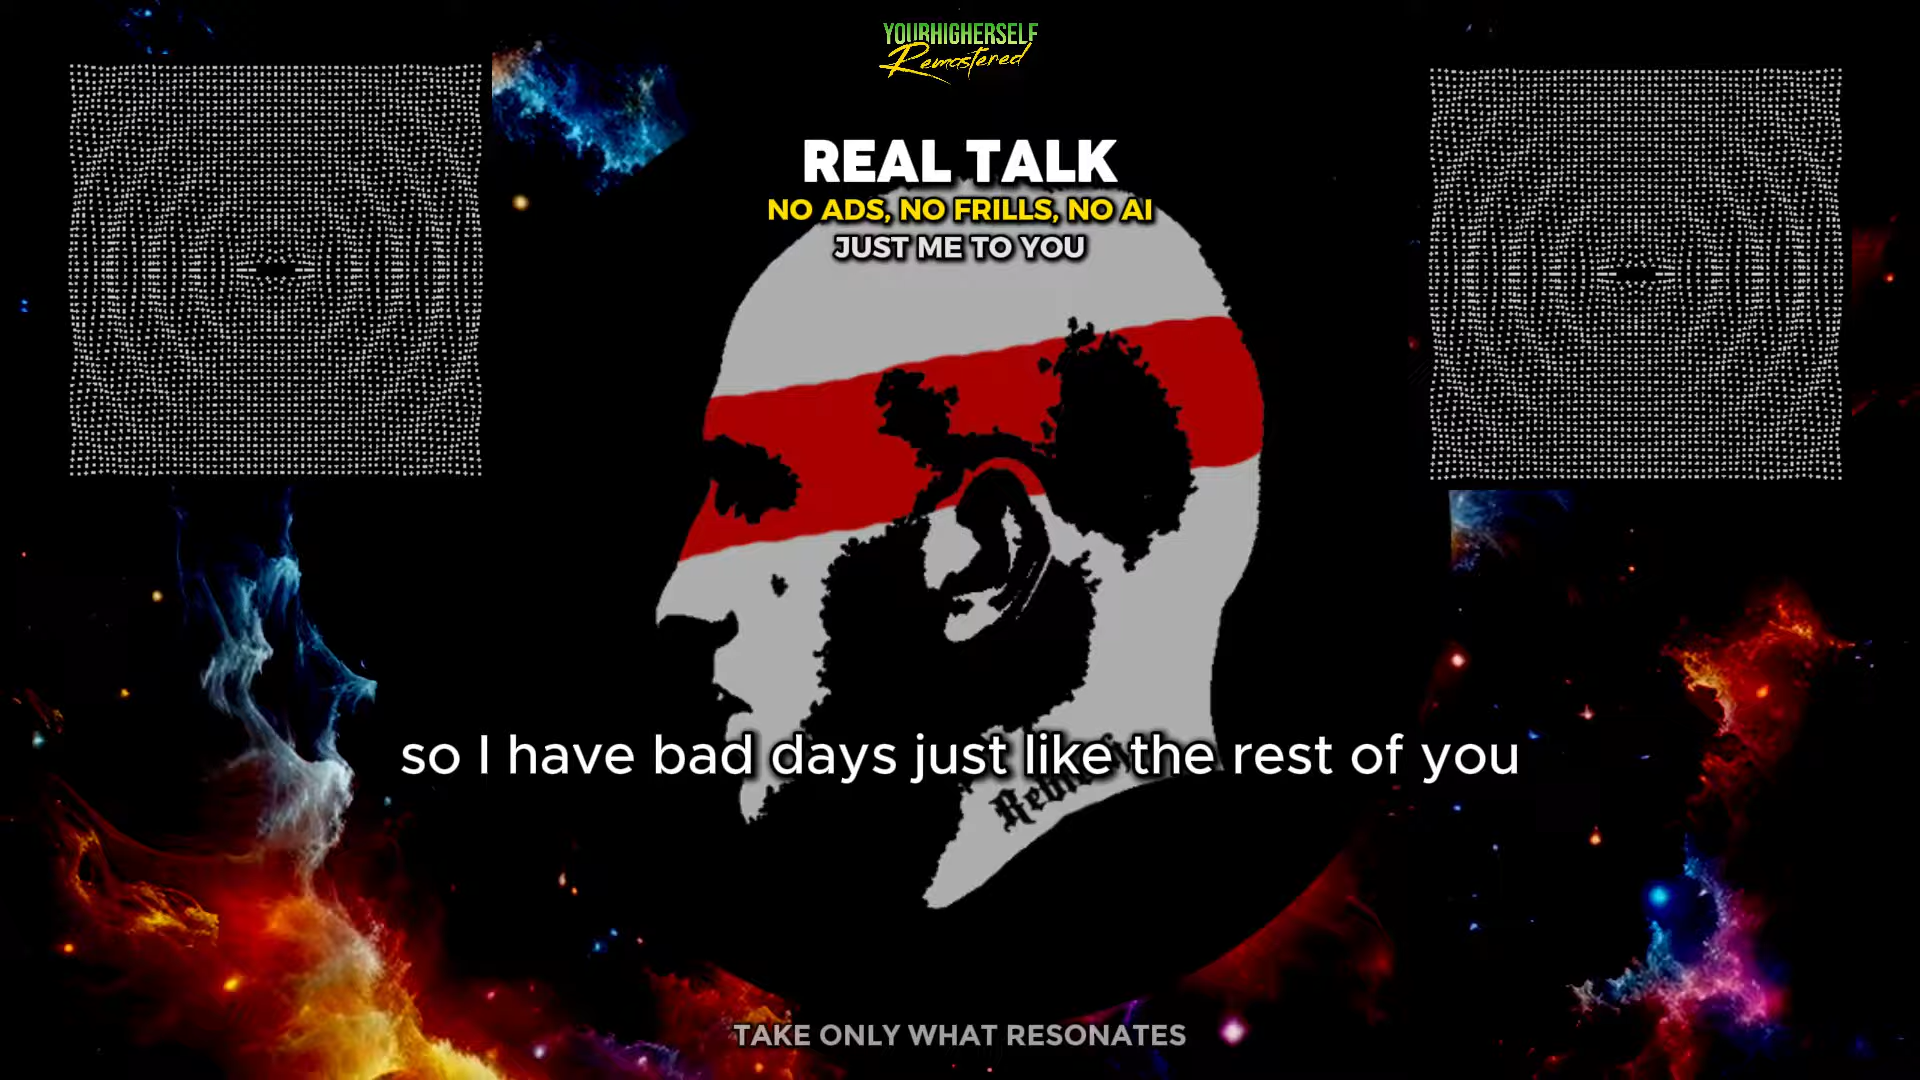 YOURHIGHERSELF
Remastered
REAL TALK
NO ADS, NO FRILLS, NO AI
JUST ME TO YOU
so I have bad days just like the rest of you
TAKE ONLY WHAT RESONATES